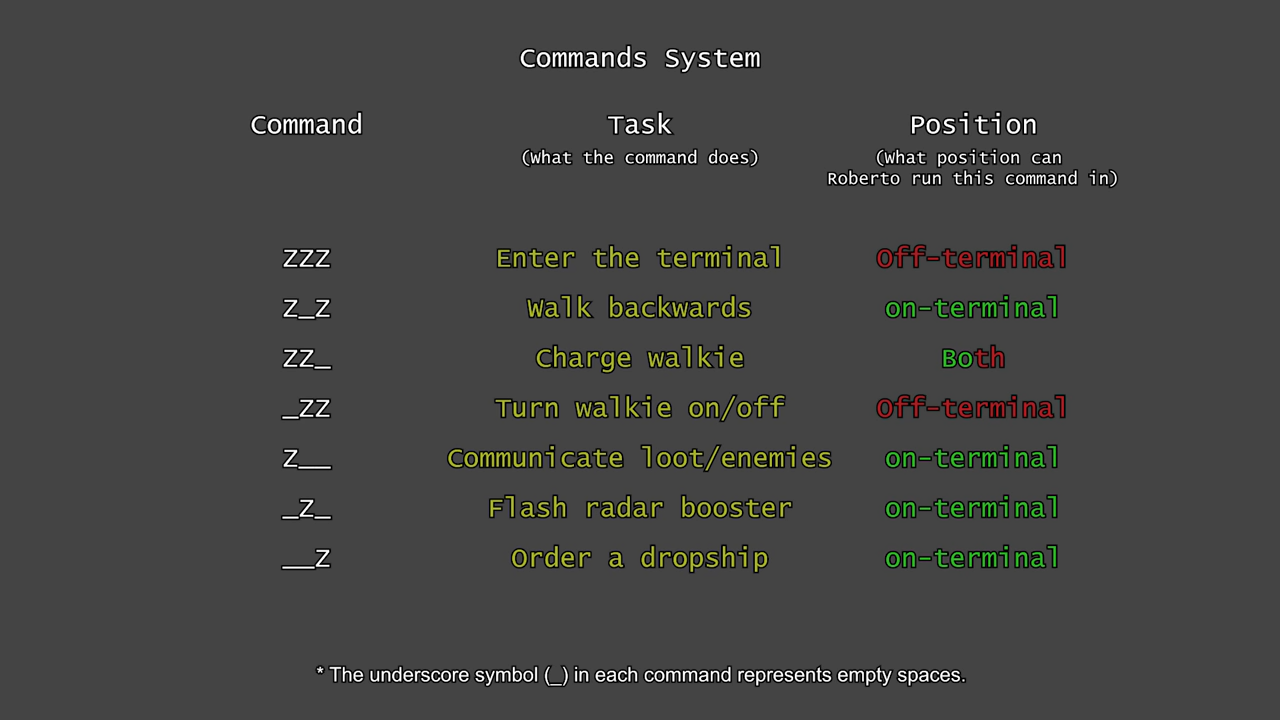 Commands System
Command Task Position
(What the command does) (What position can
Roberto run this command in)
ZZZ Enter the terminal Off-terminal
Z_Z Walk backwards on-terminal
ZZ_ Charge walkie Both
_ZZ Turn walkie on/off Off-terminal
Z__ Communicate loot/enemies on-terminal
_Z_ Flash radar booster on-terminal
__Z Order a dropship on-terminal
* The underscore symbol (_) in each command represents empty spaces.